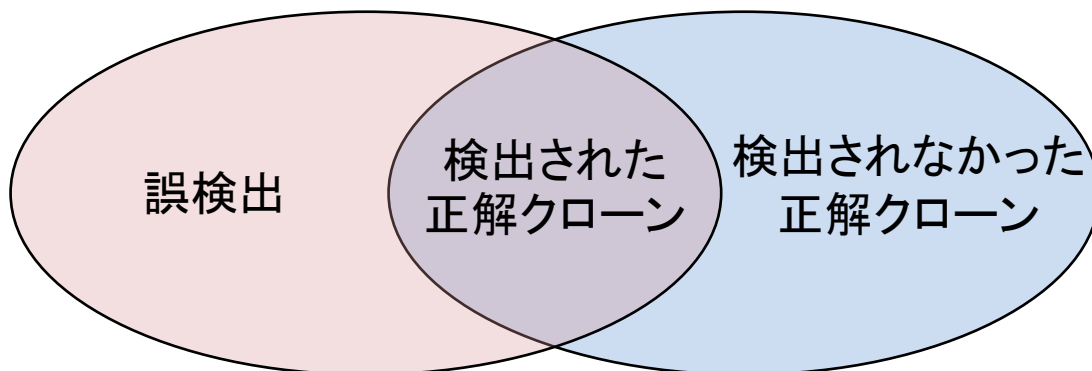 誤検出
検出された
正解クローン
検出されなかった
正解クローン